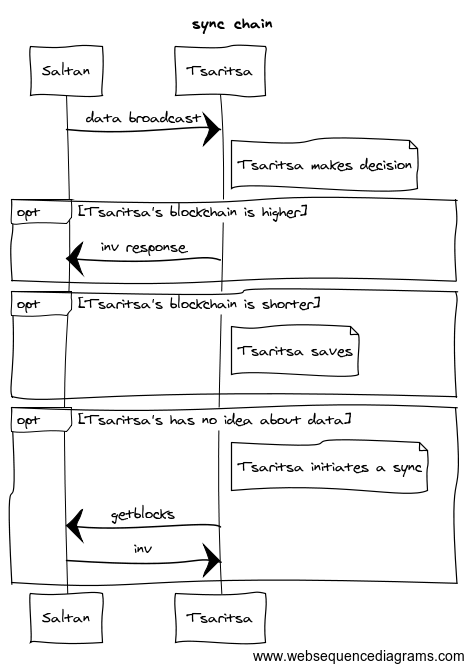 sync chain
Saltan
Tsaritsa
data broadcast
Tsaritsa makes decision
opt
[Tsaritsa's blockchain is higher]
inv response
opt
[Tsaritsa's blockchain is shorter]
Tsaritsa saves
opt
[Tsaritsa's has no idea about data]
Tsaritsa initiates a sync
getblocks
inv
Saltan
Tsaritsa
www.websequencediagrams.com